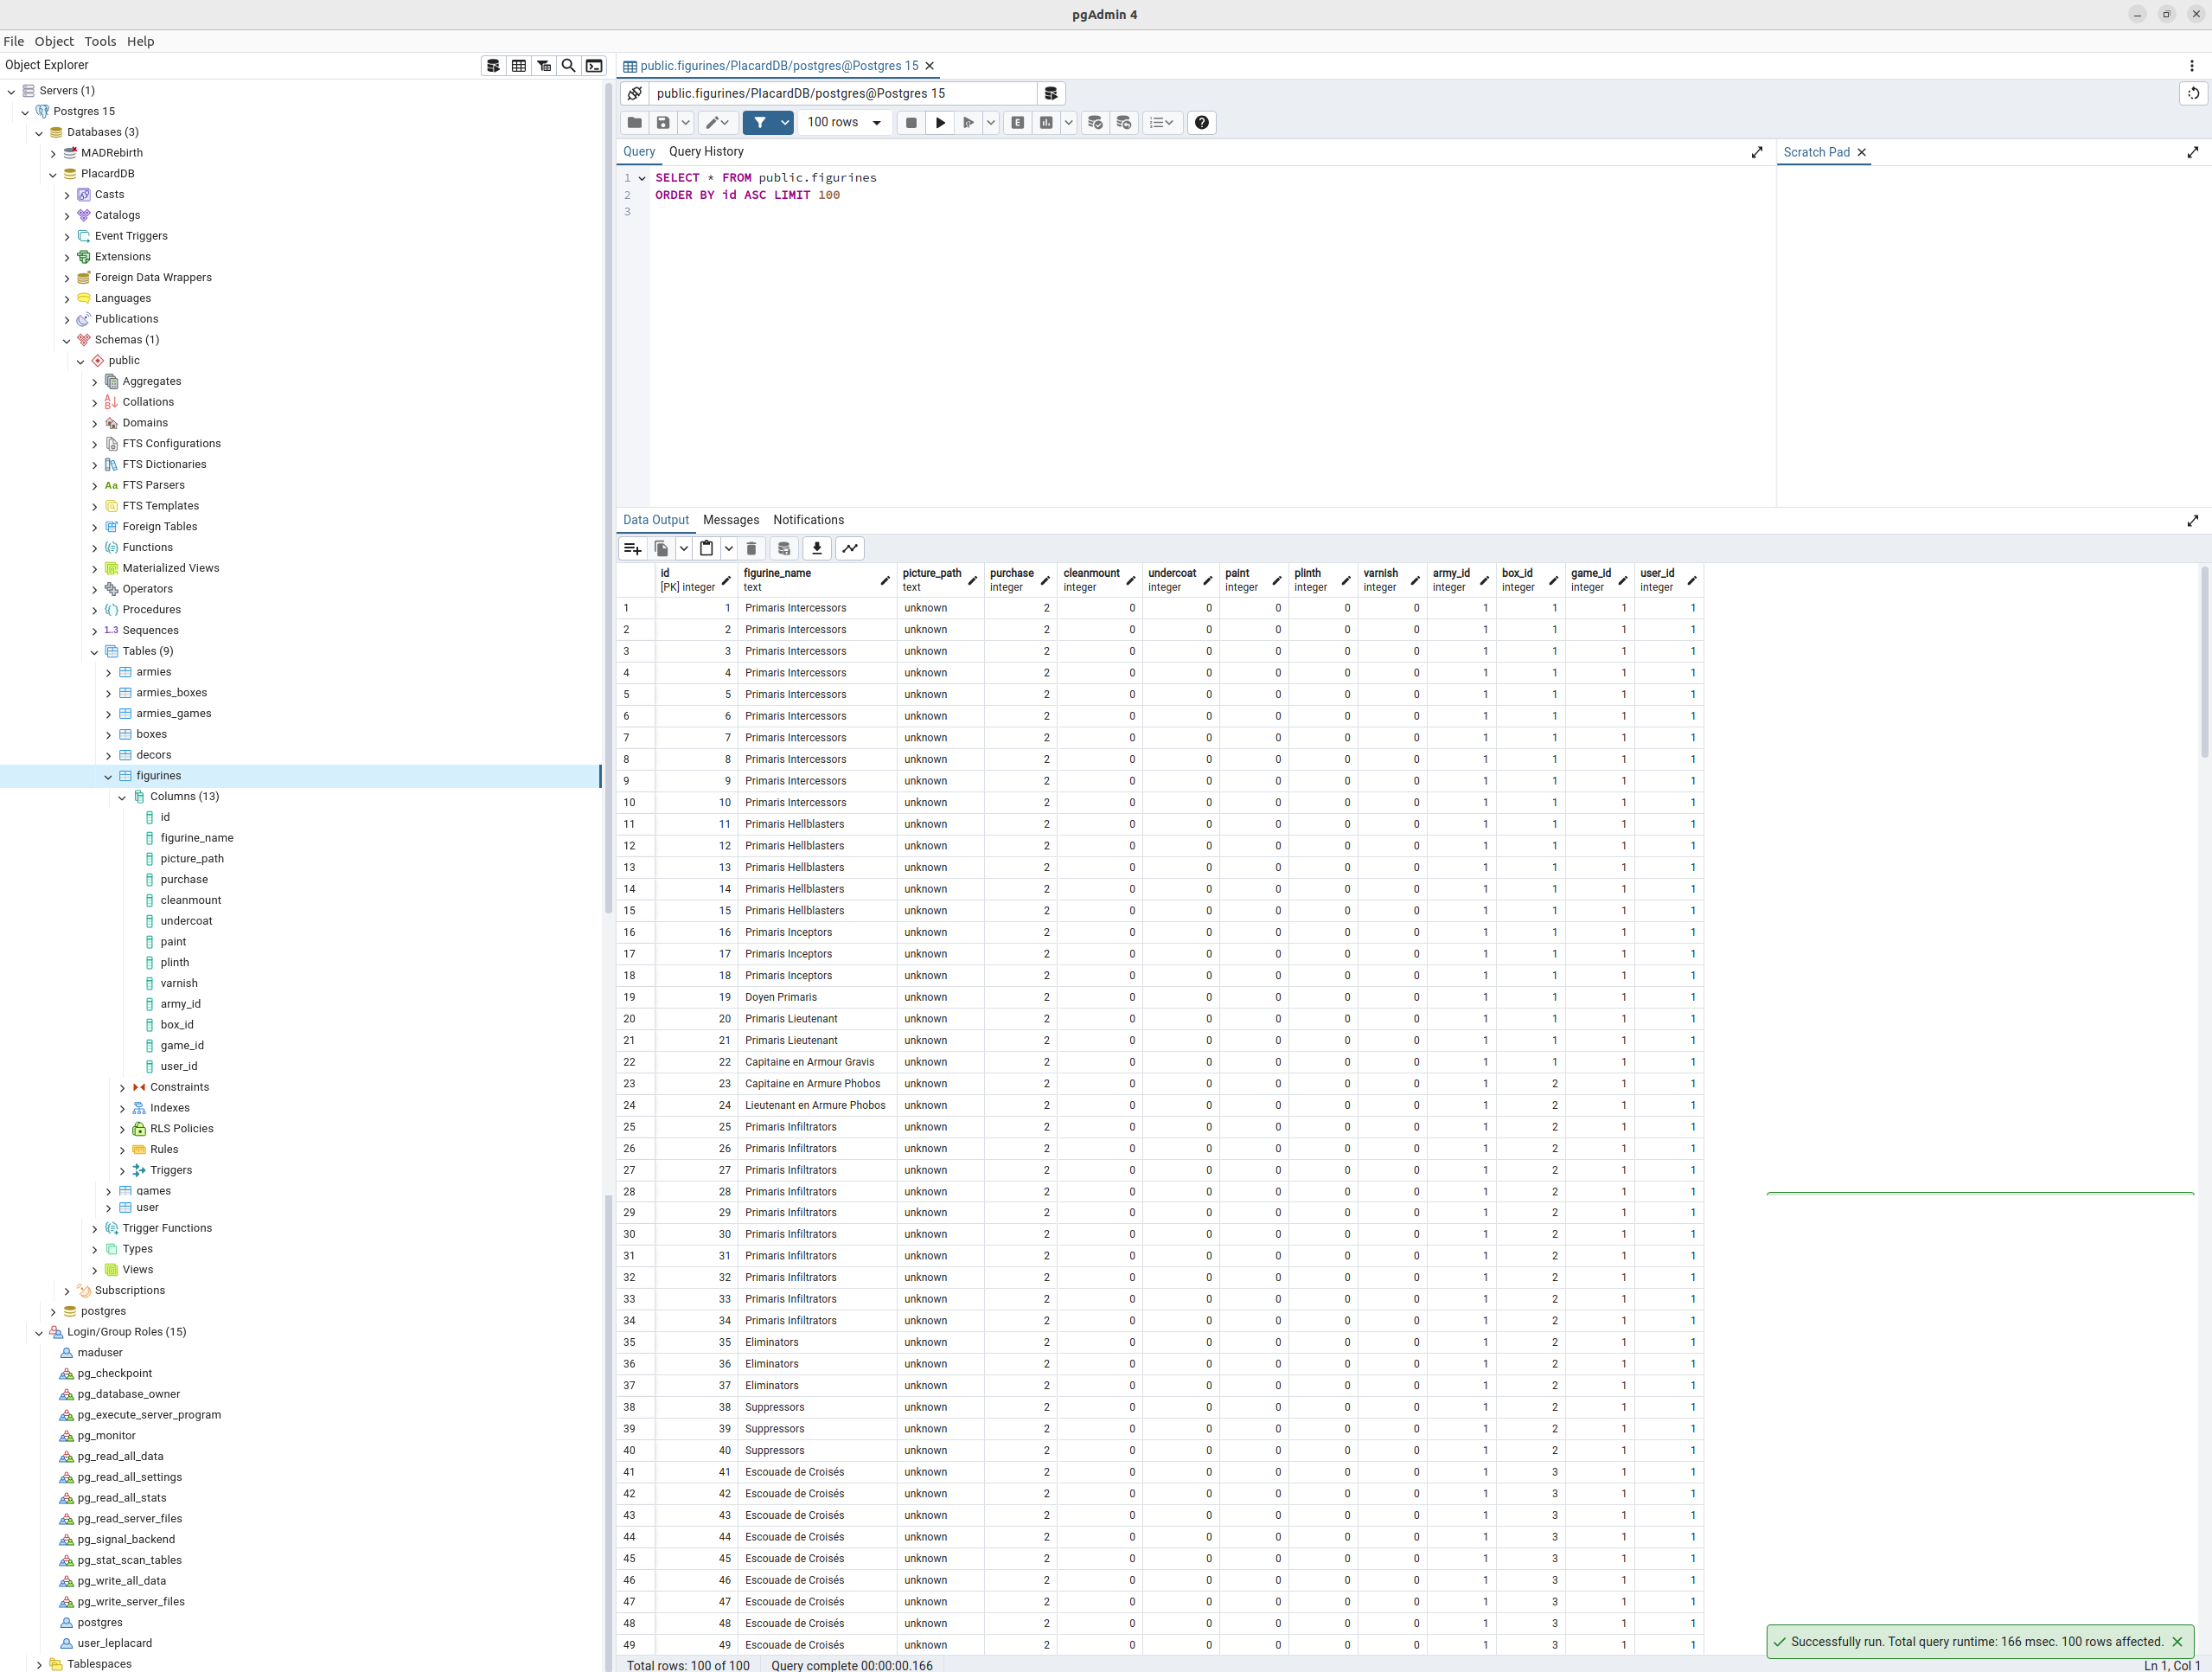 pgAdmin 4
File Object Tools Help
Object Explorer
Servers (1)
Postgres 15
Databases (3)
MADRebirth
PlacardDB
Casts
Catalogs
Event Triggers
Extensions
Foreign Data Wrappers
Languages
Publications
Schemas (1)
public
Aggregates
Collations
Domains
FTS Configurations
FTS Dictionaries
Aa FTS Parsers
FTS Templates
Foreign Tables
Functions
Materialized Views
Operators
Procedures
1..3 Sequences
Tables (9)
armies
armies_boxes
armies_games
boxes
decors
figurines
Columns (13)
id
figurine_name
picture_path
purchase
cleanmount
undercoat
paint
plinth
varnish
army_id
box_id
game_id
user_id
Constraints
Indexes
RLS Policies
Rules
Triggers
games
user
Trigger Functions
Types
Views
Subscriptions
postgres
Login/Group Roles (15)
maduser
pg_checkpoint
pg_database_owner
pg_execute_server_program
pg_monitor
pg_read_all_data
pg_read_all_settings
pg_read_all_stats
pg_read_server_files
pg_signal_backend
pg_stat_scan_tables
pg_write_all_data
pg_write_server_files
postgres
user_leplacard
Tablespaces
public.figurines/PlacardDB/postgres@Postgres 15
public.figurines/PlacardDB/postgres@Postgres 15
100 rows
Query Query History
Scratch Pad
1 SELECT * FROM public.figurines
2 ORDER BY id ASC LIMIT 100
3
Data Output Messages Notifications
id figurine_name picture_path purchase cleanmount undercoat paint plinth varnish army_id box_id game_id user_id
[PK] integer text text integer integer integer integer integer integer integer integer integer integer
1 1 Primaris Intercessors unknown 2 0 0 0 0 0 1 1 1 1
2 2 Primaris Intercessors unknown 2 0 0 0 0 0 1 1 1 1
3 3 Primaris Intercessors unknown 2 0 0 0 0 0 1 1 1 1
4 4 Primaris Intercessors unknown 2 0 0 0 0 0 1 1 1 1
5 5 Primaris Intercessors unknown 2 0 0 0 0 0 1 1 1 1
6 6 Primaris Intercessors unknown 2 0 0 0 0 0 1 1 1 1
7 7 Primaris Intercessors unknown 2 0 0 0 0 0 1 1 1 1
8 8 Primaris Intercessors unknown 2 0 0 0 0 0 1 1 1 1
9 9 Primaris Intercessors unknown 2 0 0 0 0 0 1 1 1 1
10 10 Primaris Intercessors unknown 2 0 0 0 0 0 1 1 1 1
11 11 Primaris Hellblasters unknown 2 0 0 0 0 0 1 1 1 1
12 12 Primaris Hellblasters unknown 2 0 0 0 0 0 1 1 1 1
13 13 Primaris Hellblasters unknown 2 0 0 0 0 0 1 1 1 1
14 14 Primaris Hellblasters unknown 2 0 0 0 0 0 1 1 1 1
15 15 Primaris Hellblasters unknown 2 0 0 0 0 0 1 1 1 1
16 16 Primaris Inceptors unknown 2 0 0 0 0 0 1 1 1 1
17 17 Primaris Inceptors unknown 2 0 0 0 0 0 1 1 1 1
18 18 Primaris Inceptors unknown 2 0 0 0 0 0 1 1 1 1
19 19 Doyen Primaris unknown 2 0 0 0 0 0 1 1 1 1
20 20 Primaris Lieutenant unknown 2 0 0 0 0 0 1 1 1 1
21 21 Primaris Lieutenant unknown 2 0 0 0 0 0 1 1 1 1
22 22 Capitaine en Armour Gravis unknown 2 0 0 0 0 0 1 1 1 1
23 23 Capitaine en Armure Phobos unknown 2 0 0 0 0 0 1 2 1 1
24 24 Lieutenant en Armure Phobos unknown 2 0 0 0 0 0 1 2 1 1
25 25 Primaris Infiltrators unknown 2 0 0 0 0 0 1 2 1 1
26 26 Primaris Infiltrators unknown 2 0 0 0 0 0 1 2 1 1
27 27 Primaris Infiltrators unknown 2 0 0 0 0 0 1 2 1 1
28 28 Primaris Infiltrators unknown 2 0 0 0 0 0 1 2 1 1
29 29 Primaris Infiltrators unknown 2 0 0 0 0 0 1 2 1 1
30 30 Primaris Infiltrators unknown 2 0 0 0 0 0 1 2 1 1
31 31 Primaris Infiltrators unknown 2 0 0 0 0 0 1 2 1 1
32 32 Primaris Infiltrators unknown 2 0 0 0 0 0 1 2 1 1
33 33 Primaris Infiltrators unknown 2 0 0 0 0 0 1 2 1 1
34 34 Primaris Infiltrators unknown 2 0 0 0 0 0 1 2 1 1
35 35 Eliminators unknown 2 0 0 0 0 0 1 2 1 1
36 36 Eliminators unknown 2 0 0 0 0 0 1 2 1 1
37 37 Eliminators unknown 2 0 0 0 0 0 1 2 1 1
38 38 Suppressors unknown 2 0 0 0 0 0 1 2 1 1
39 39 Suppressors unknown 2 0 0 0 0 0 1 2 1 1
40 40 Suppressors unknown 2 0 0 0 0 0 1 2 1 1
41 41 Escouade de Croisés unknown 2 0 0 0 0 0 1 3 1 1
42 42 Escouade de Croisés unknown 2 0 0 0 0 0 1 3 1 1
43 43 Escouade de Croisés unknown 2 0 0 0 0 0 1 3 1 1
44 44 Escouade de Croisés unknown 2 0 0 0 0 0 1 3 1 1
45 45 Escouade de Croisés unknown 2 0 0 0 0 0 1 3 1 1
46 46 Escouade de Croisés unknown 2 0 0 0 0 0 1 3 1 1
47 47 Escouade de Croisés unknown 2 0 0 0 0 0 1 3 1 1
48 48 Escouade de Croisés unknown 2 0 0 0 0 0 1 3 1 1
49 49 Escouade de Croisés unknown 2 0 0 0 0 0 1 3 1 1
Successfully run. Total query runtime: 166 msec. 100 rows affected.
Total rows: 100 of 100 Query complete 00:00:00.166 Ln 1, Col 1